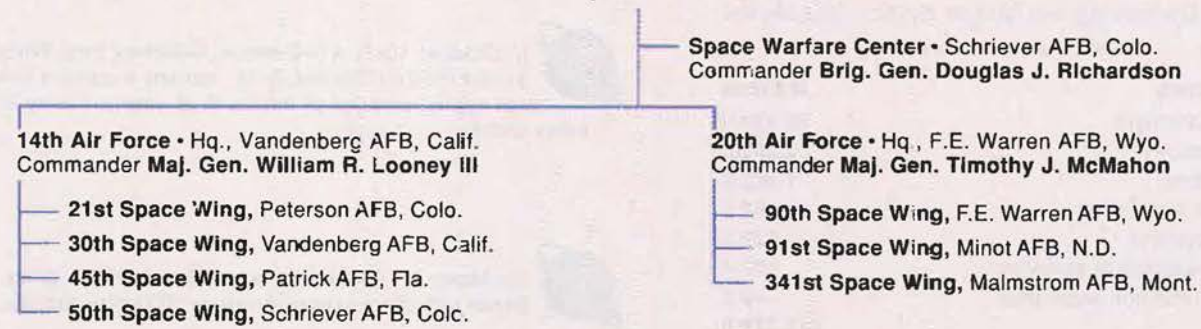 Space Warfare Center • Schriever AFB, Colo.
Commander Brig. Gen. Douglas J. Richardson
14th Air Force • Hq., Vandenberg AFB, Calif.
Commander Maj. Gen. William R. Looney III
21st Space Wing, Peterson AFB, Colo.
30th Space Wing, Vandenberg AFB, Calif.
45th Space Wing, Patrick AFB, Fla.
50th Space Wing, Schriever AFB, Colc.
20th Air Force • Hq., F.E. Warren AFB, Wyo.
Commander Maj. Gen. Timothy J. McMahon
90th Space Wing, F.E. Warren AFB, Wyo.
91st Space Wing, Minot AFB, N.D.
341st Space Wing, Malmstrom AFB, Mont.